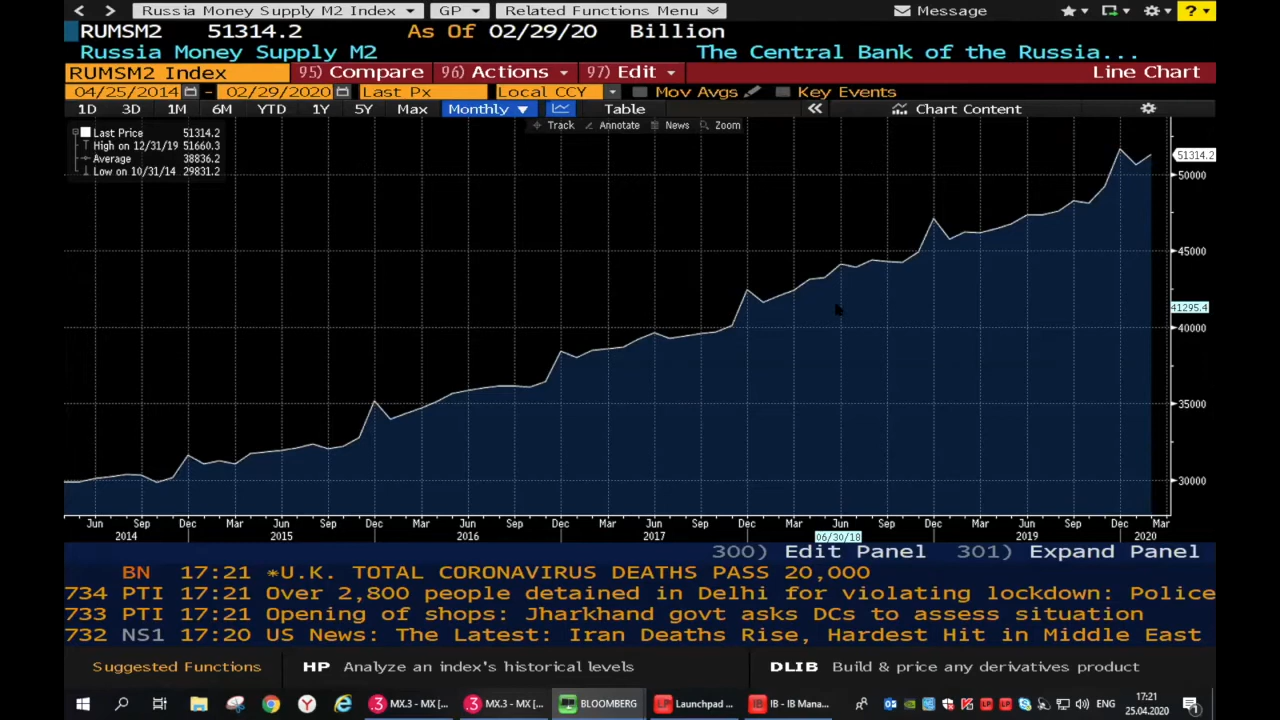 Russia Money Supply M2 Index GP Related Functions Menu Message ?
RUMSM2 51314.2 As Of 02/29/20 Billion
Russia Money Supply M2 The Central Bank of the Russia...
RUMSM2 Index 95) Compare 96) Actions 97) Edit Line Chart
04/25/2014 - 02/29/2020 Last Px Local CCY Mov Avgs Key Events
1D 3D 1M 6M YTD 1Y 5Y Max Monthly Table Chart Content
Track Annotate News Zoom
Last Price 51314.2
High on 12/31/19 51660.3
Average 38836.2
Low on 10/31/14 29831.2
51314.2
50000
45000
41295.4
40000
35000
30000
Jun Sep Dec Mar Jun Sep Dec Mar Jun Sep Dec Mar Jun Sep Dec Mar Jun Sep Dec Mar Jun Sep Dec Mar
2014 2015 2016 2017 06/30/18 2019 2020
300) Edit Panel 301) Expand Panel
BN 17:21 *U.K. TOTAL CORONAVIRUS DEATHS PASS 20,000
734 PTI 17:21 Over 2,800 people detained in Delhi for violating lockdown: Police
733 PTI 17:21 Opening of shops: Jharkhand govt asks DCs to assess situation
732 NS1 17:20 US News: The Latest: Iran Deaths Rise, Hardest Hit in Middle East
Suggested Functions HP Analyze an index's historical levels DLIB Build & price any derivatives product
MX.3 - MX [... MX.3 - MX [... BLOOMBERG Launchpad ... IB - IB Mana... ENG 17:21
25.04.2020